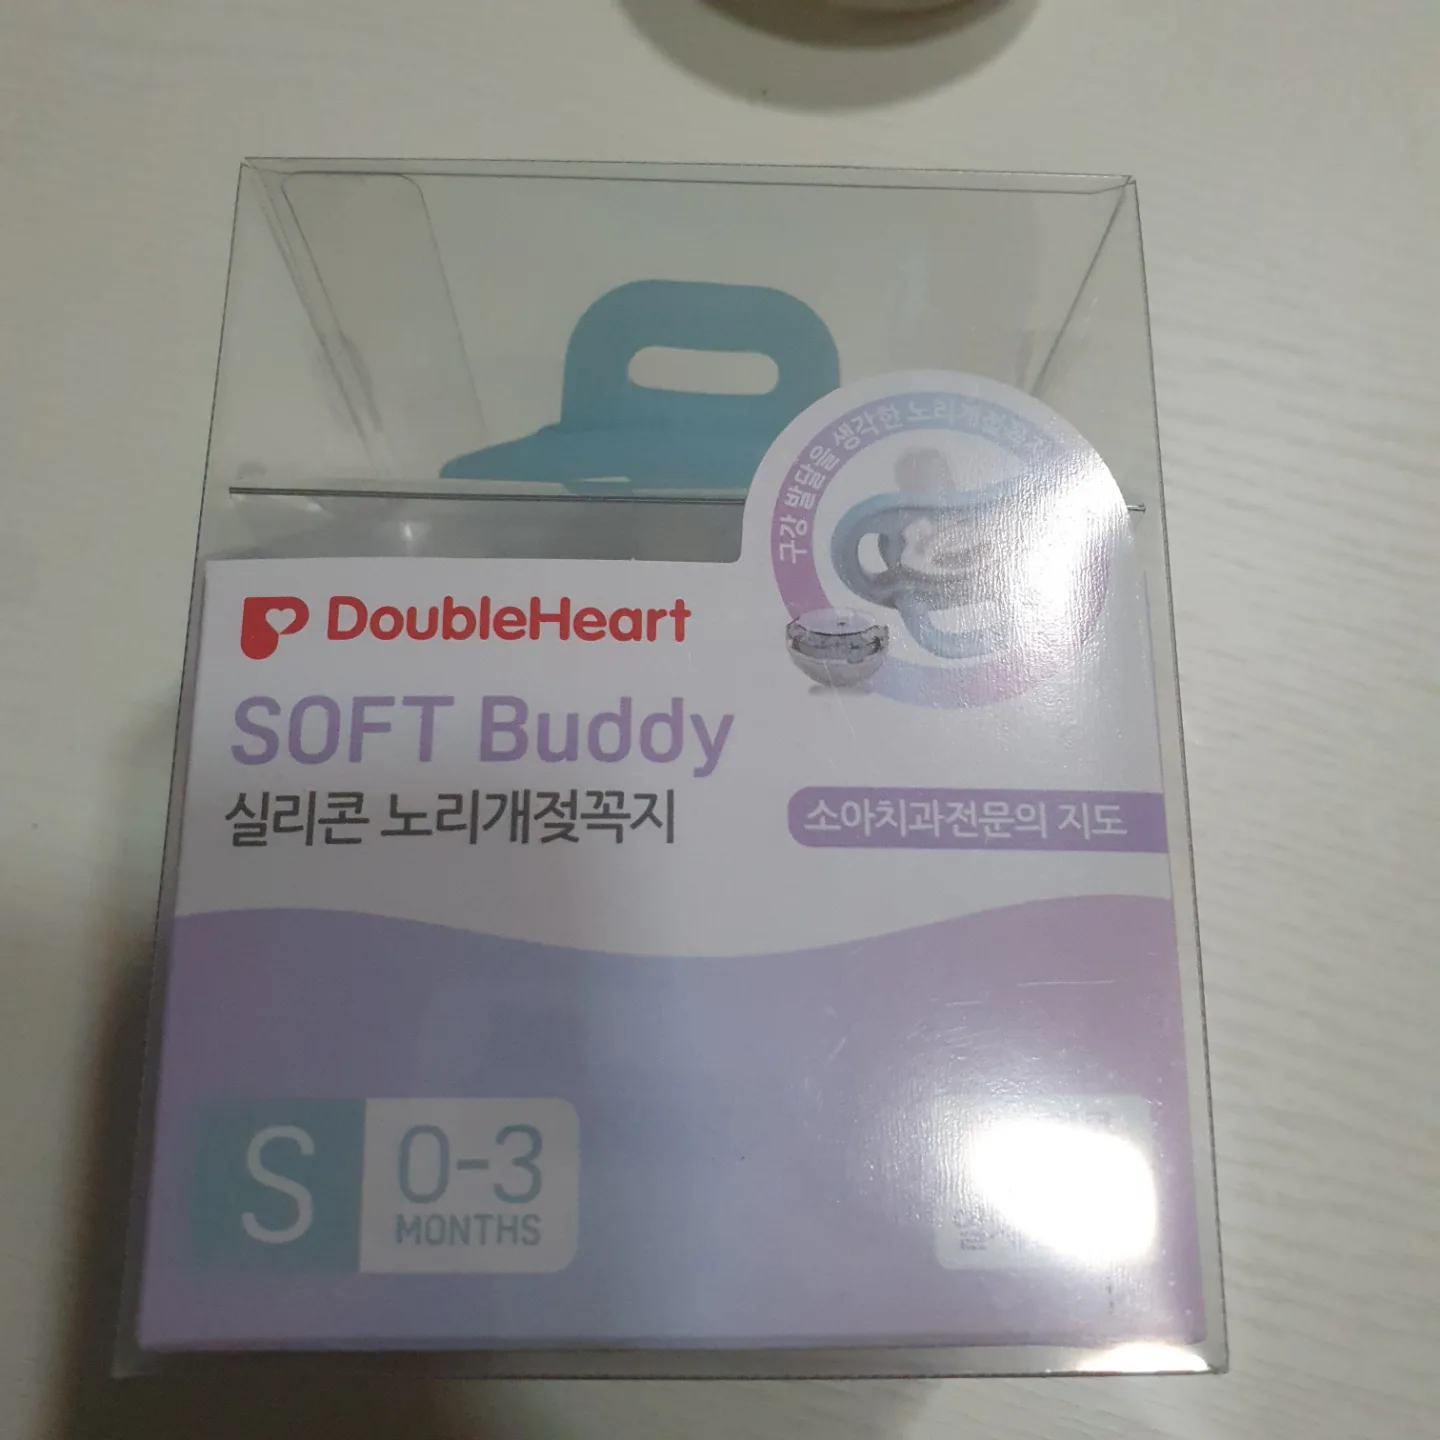 구강 발달을 생각한 노리개젖꼭지
DoubleHeart
SOFT Buddy
실리콘 노리개젖꼭지
소아치과전문의 지도
S
0-3
MONTHS